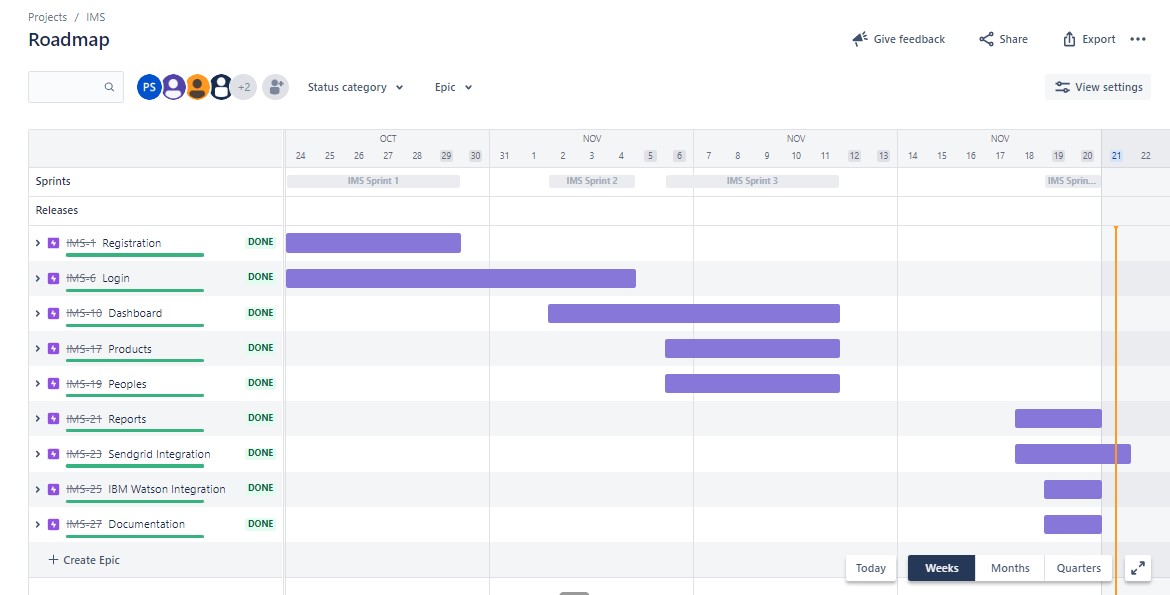 Projects / IMS
Roadmap
Give feedback
Share
Export
PS
+2
Status category
Epic
View settings
OCT NOV NOV NOV
24 25 26 27 28 29 30 31 1 2 3 4 5 6 7 8 9 10 11 12 13 14 15 16 17 18 19 20 21 22
Sprints IMS Sprint 1 IMS Sprint 2 IMS Sprint 3 IMS Sprin...
Releases
IMS-1 Registration DONE
IMS-6 Login DONE
IMS-10 Dashboard DONE
IMS-17 Products DONE
IMS-19 Peoples DONE
IMS-21 Reports DONE
IMS-23 Sendgrid Integration DONE
IMS-25 IBM Watson Integration DONE
IMS-27 Documentation DONE
+ Create Epic
Today Weeks Months Quarters